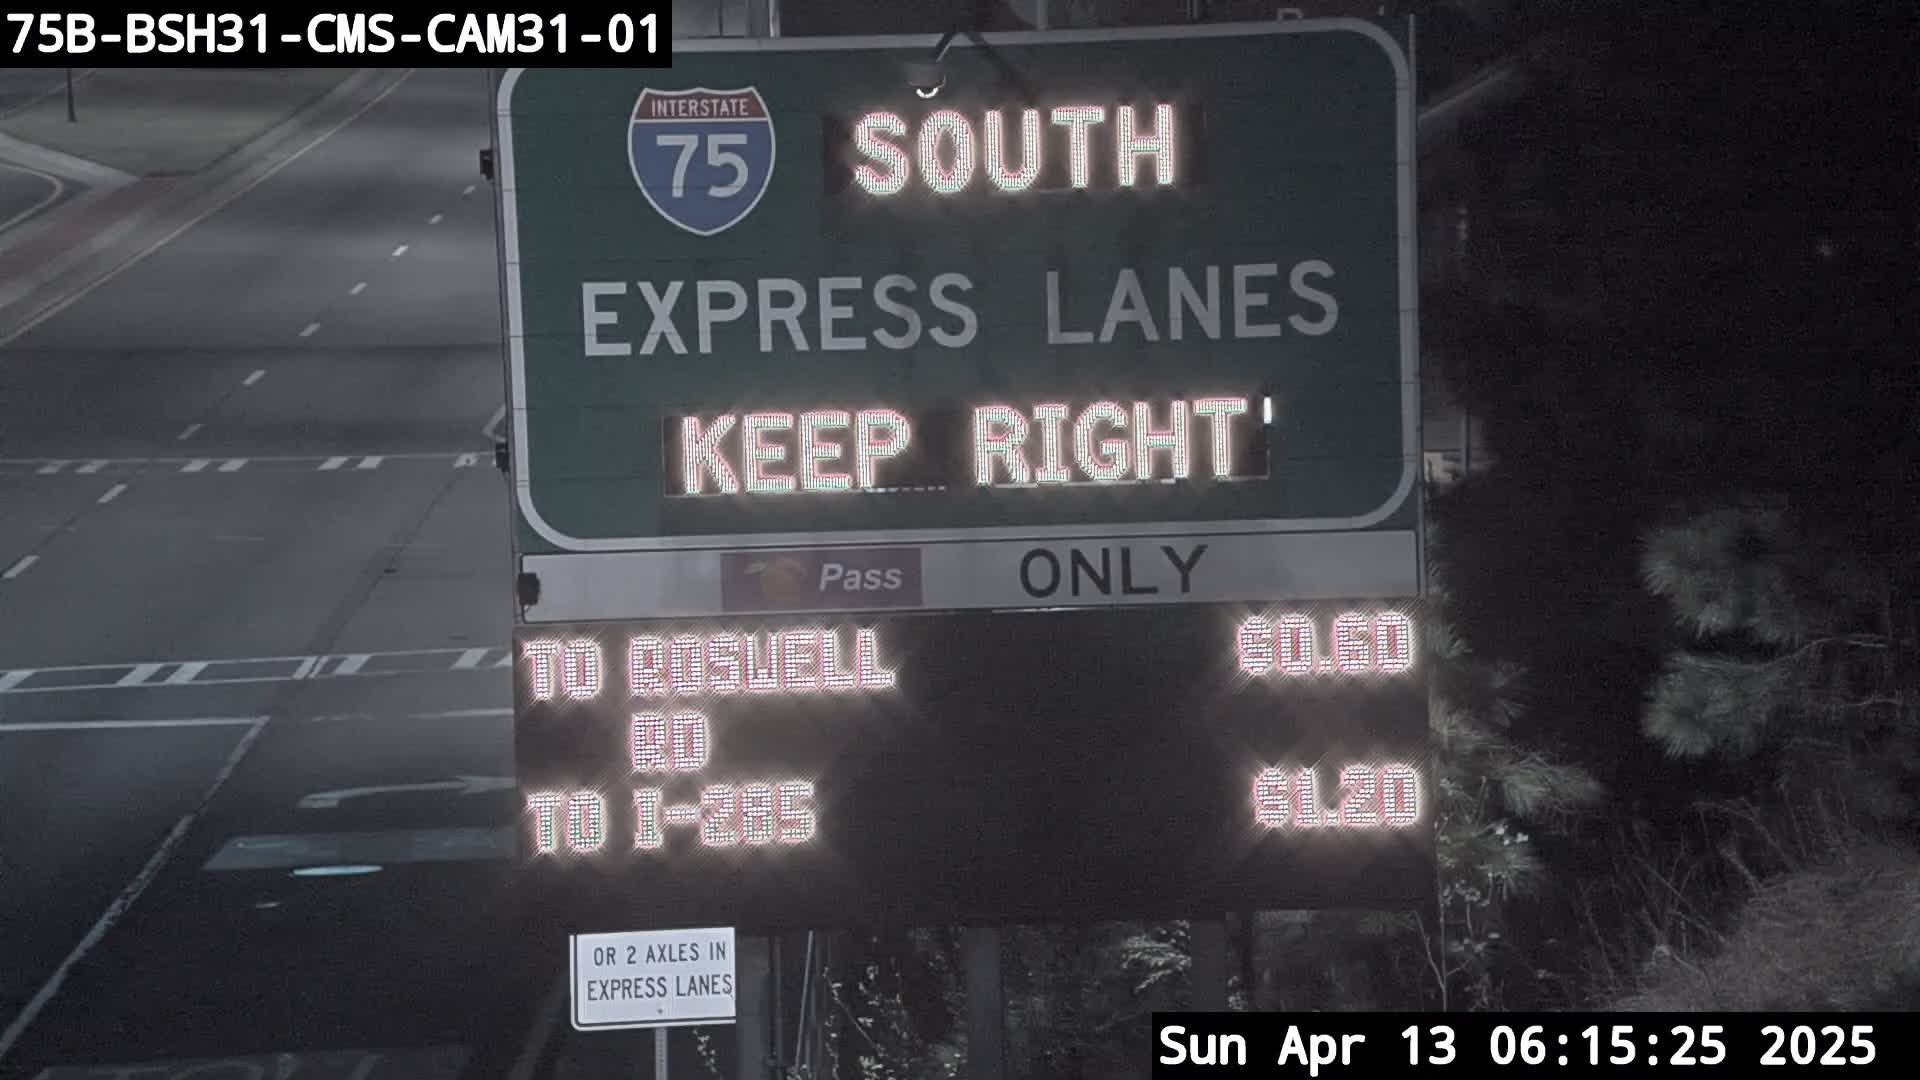 75B-BSH31-CMS-CAM31-01
INTERSTATE
75
SOUTH
EXPRESS LANES
KEEP RIGHT
Pass ONLY
TO ROSWELL $0.60
RD
TO I-285 $1.20
OR 2 AXLES IN
EXPRESS LANES
Sun Apr 13 06:15:25 2025